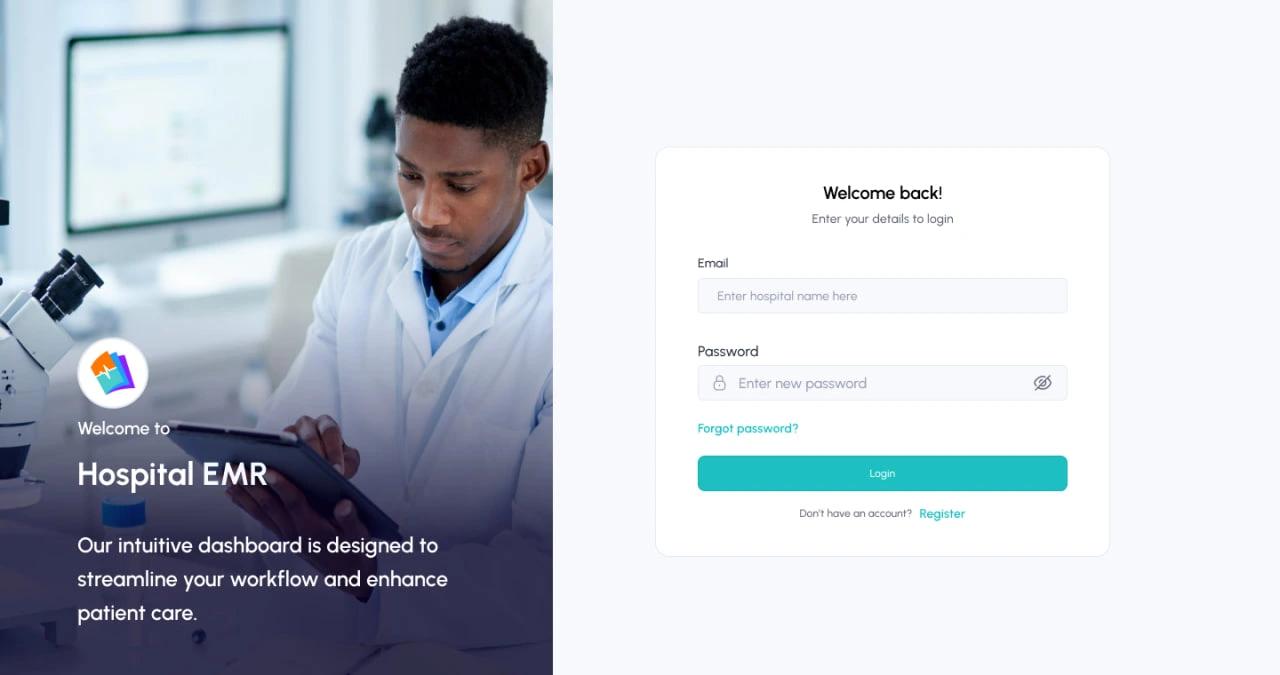 Welcome to
Hospital EMR
Our intuitive dashboard is designed to
streamline your workflow and enhance
patient care.
Welcome back!
Enter your details to login
Email
Enter hospital name here
Password
Enter new password
Forgot password?
Login
Don't have an account? Register